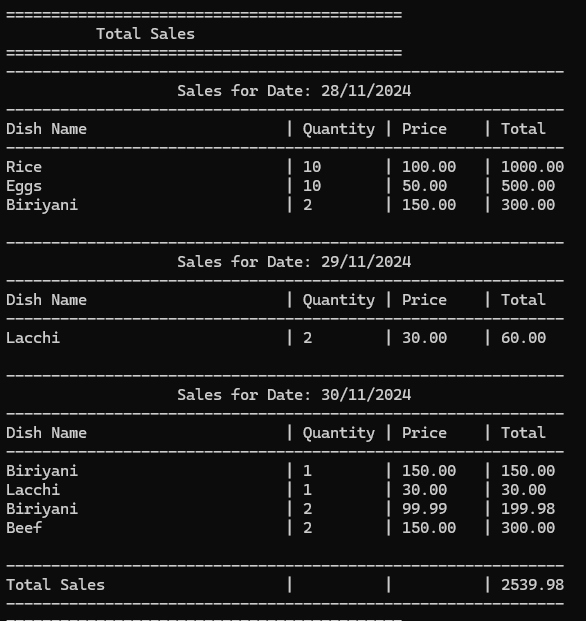 ============================================
          Total Sales
============================================
--------------------------------------------------------------
                   Sales for Date: 28/11/2024
--------------------------------------------------------------
Dish Name                      | Quantity | Price    | Total
--------------------------------------------------------------
Rice                           | 10       | 100.00   | 1000.00
Eggs                           | 10       | 50.00    | 500.00
Biriyani                       | 2        | 150.00   | 300.00

--------------------------------------------------------------
                   Sales for Date: 29/11/2024
--------------------------------------------------------------
Dish Name                      | Quantity | Price    | Total
--------------------------------------------------------------
Lacchi                         | 2        | 30.00    | 60.00

--------------------------------------------------------------
                   Sales for Date: 30/11/2024
--------------------------------------------------------------
Dish Name                      | Quantity | Price    | Total
--------------------------------------------------------------
Biriyani                       | 1        | 150.00   | 150.00
Lacchi                         | 1        | 30.00    | 30.00
Biriyani                       | 2        | 99.99    | 199.98
Beef                           | 2        | 150.00   | 300.00

--------------------------------------------------------------
Total Sales                    |          |          | 2539.98
--------------------------------------------------------------
============================================